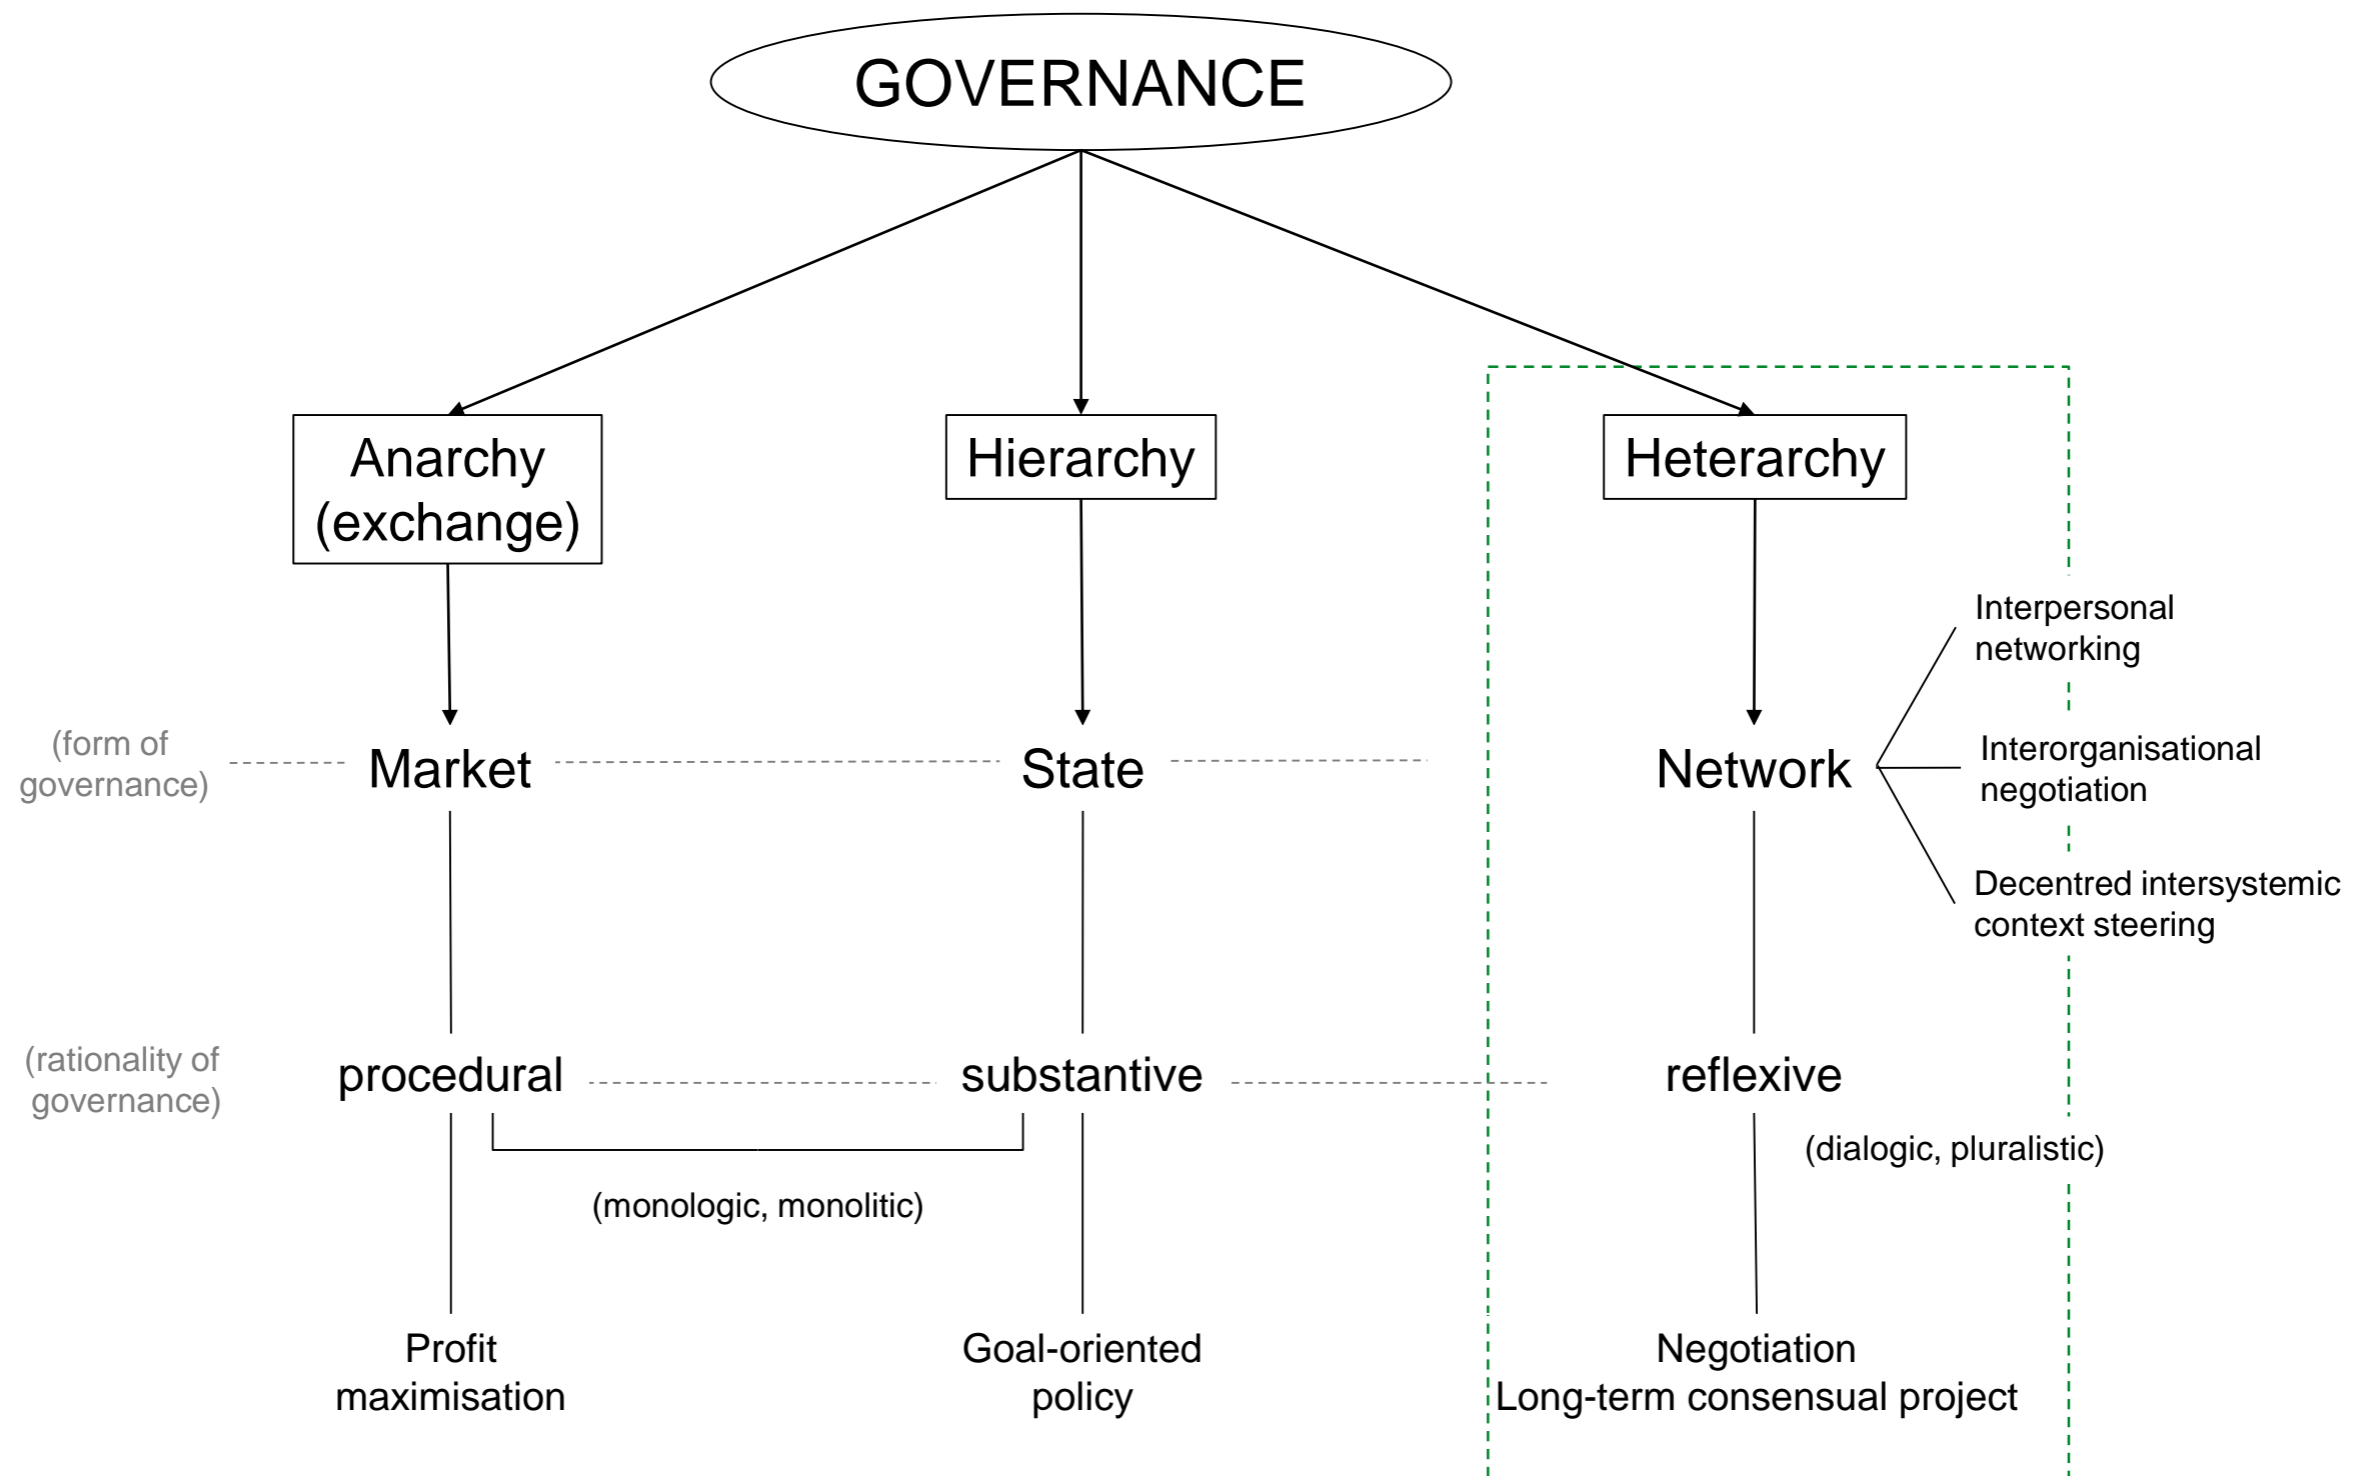 GOVERNANCE
Anarchy
(exchange)
Hierarchy
Heterarchy
Interpersonal
networking
(form of
governance)
Market
State
Network
Interorganisational
negotiation
Decentred intersystemic
context steering
(rationality of
governance)
procedural
substantive
reflexive
(dialogic, pluralistic)
(monologic, monolitic)
Profit
maximisation
Goal-oriented
policy
Negotiation
Long-term consensual project